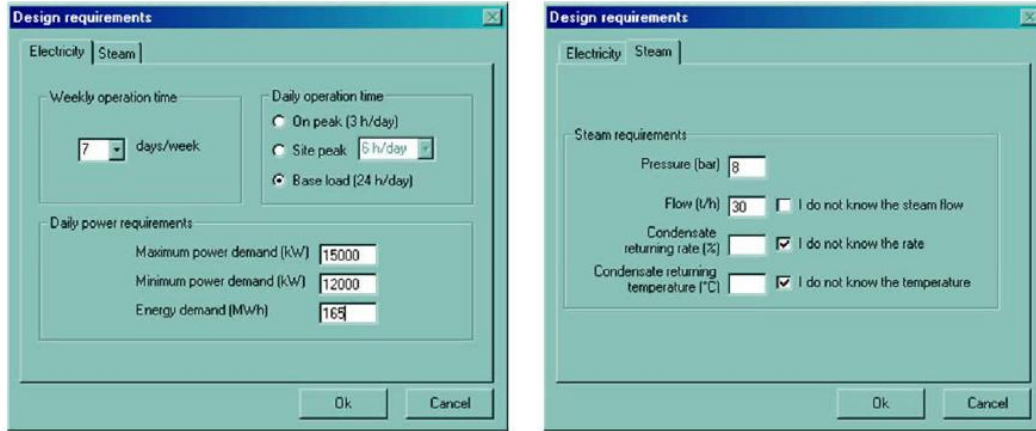 Design requirements
Electricity Steam
Weekly operation time
7 days/week
Daily operation time
On peak (3 h/day)
Site peak 6 h/day
Base load (24 h/day)
Daily power requirements
Maximum power demand (kW) 15000
Minimum power demand (kW) 12000
Energy demand (MWh) 165
Ok Cancel
Design requirements
Electricity Steam
Steam requirements
Pressure (bar) 8
Flow (t/h) 30 I do not know the steam flow
Condensate
returning rate (%) I do not know the rate
Condensate returning
temperature (°C) I do not know the temperature
Ok Cancel